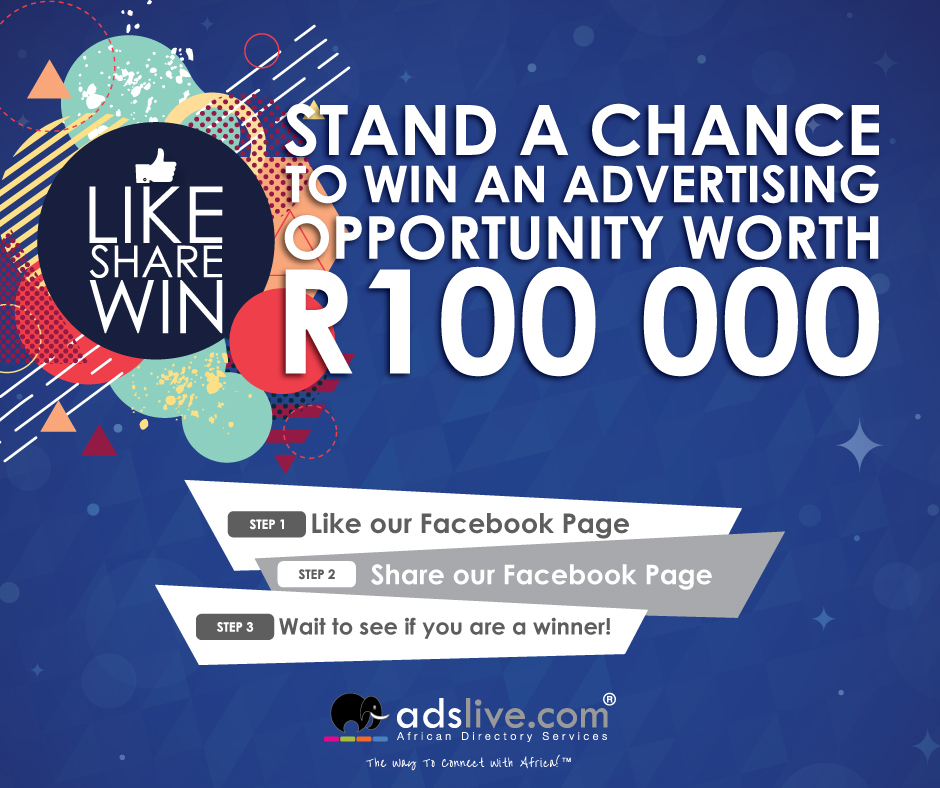 LIKE
SHARE
WIN
STAND A CHANCE
TO WIN AN ADVERTISING
OPPORTUNITY WORTH
R100 000
STEP 1 Like our Facebook Page
STEP 2 Share our Facebook Page
STEP 3 Wait to see if you are a winner!
adslive.com®
African Directory Services
The Way To Connect With Africa!™